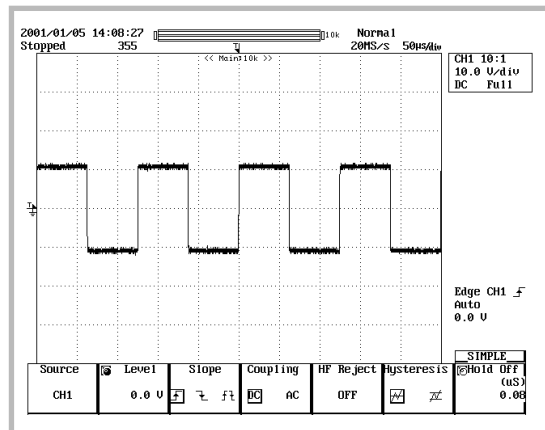 2001/01/05 14:08:27 10k Normal
Stopped 355 20MS/s 50µs/div
<< Main:10k >>
CH1 10:1
10.0 V/div
DC Full
Edge CH1
Auto
0.0 V
SIMPLE
Source Level Slope Coupling HF Reject Hysteresis Hold Off
(uS)
CH1 0.0 V DC AC OFF 0.08